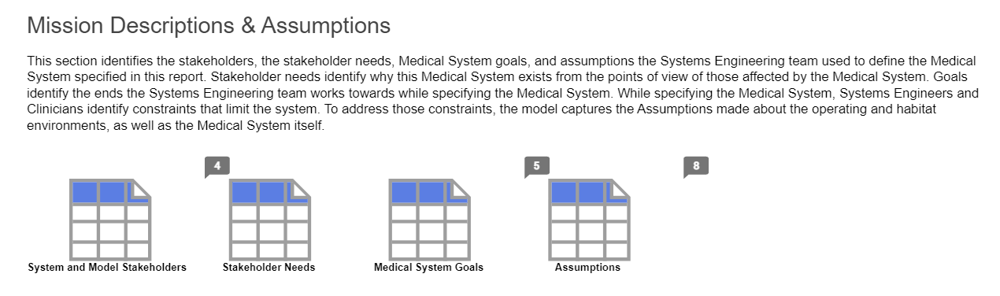 Mission Descriptions & Assumptions
This section identifies the stakeholders, the stakeholder needs, Medical System goals, and assumptions the Systems Engineering team used to define the Medical
System specified in this report. Stakeholder needs identify why this Medical System exists from the points of view of those affected by the Medical System. Goals
identify the ends the Systems Engineering team works towards while specifying the Medical System. While specifying the Medical System, Systems Engineers and
Clinicians identify constraints that limit the system. To address those constraints, the model captures the Assumptions made about the operating and habitat
environments, as well as the Medical System itself.
4 5 8
System and Model Stakeholders Stakeholder Needs Medical System Goals Assumptions